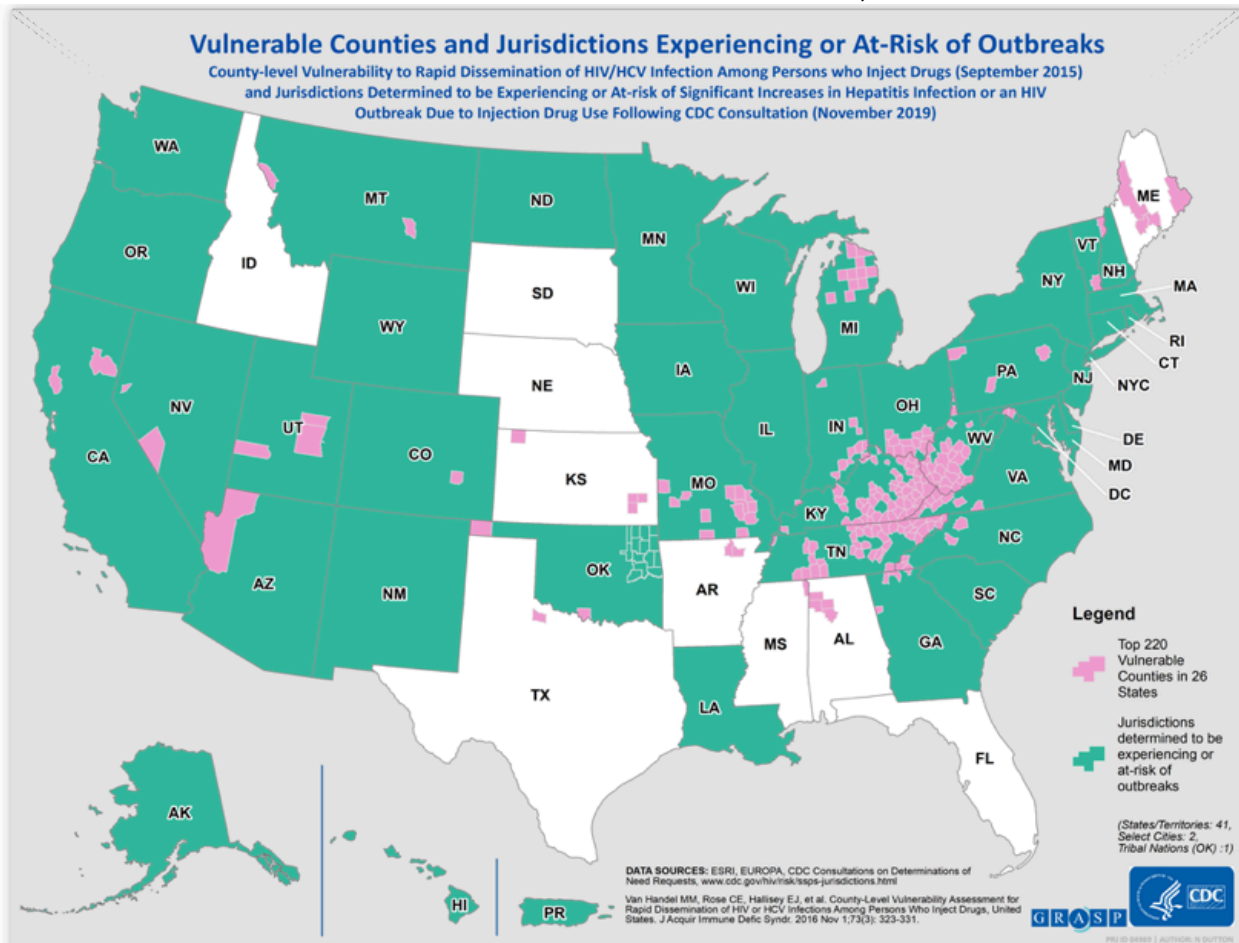 Vulnerable Counties and Jurisdictions Experiencing or At-Risk of Outbreaks
County-level Vulnerability to Rapid Dissemination of HIV/HCV Infection Among Persons who Inject Drugs (September 2015)
and Jurisdictions Determined to be Experiencing or At-risk of Significant Increases in Hepatitis Infection or an HIV
Outbreak Due to Injection Drug Use Following CDC Consultation (November 2019)
WA
MT
ND
MN
ME
OR
ID
SD
WI
VT
NH
NY
MA
WY
MI
RI
CT
NYC
NV
NE
IA
PA
NJ
UT
CO
IL
IN
OH
WV
DE
MD
DC
CA
KS
MO
KY
VA
AZ
NM
OK
AR
TN
NC
SC
TX
LA
MS
AL
GA
FL
AK
HI
PR
Legend
Top 220
Vulnerable
Counties in 26
States
Jurisdictions
determined to be
experiencing or
at-risk of
outbreaks
(States/Territories: 41,
Select Cities: 2,
Tribal Nations (OK) :1)
DATA SOURCES: ESRI, EUROPA, CDC Consultations on Determinations of
Need Requests, www.cdc.gov/hiv/risk/ssps-jurisdictions.html
Van Handel MM, Rose CE, Hallisey EJ, et al. County-Level Vulnerability Assessment for
Rapid Dissemination of HIV or HCV Infections Among Persons Who Inject Drugs, United
States. J Acquir Immune Defic Syndr. 2016 Nov 1;73(3): 323-331.
GRASP
CDC
AUTHOR: N DUTTON